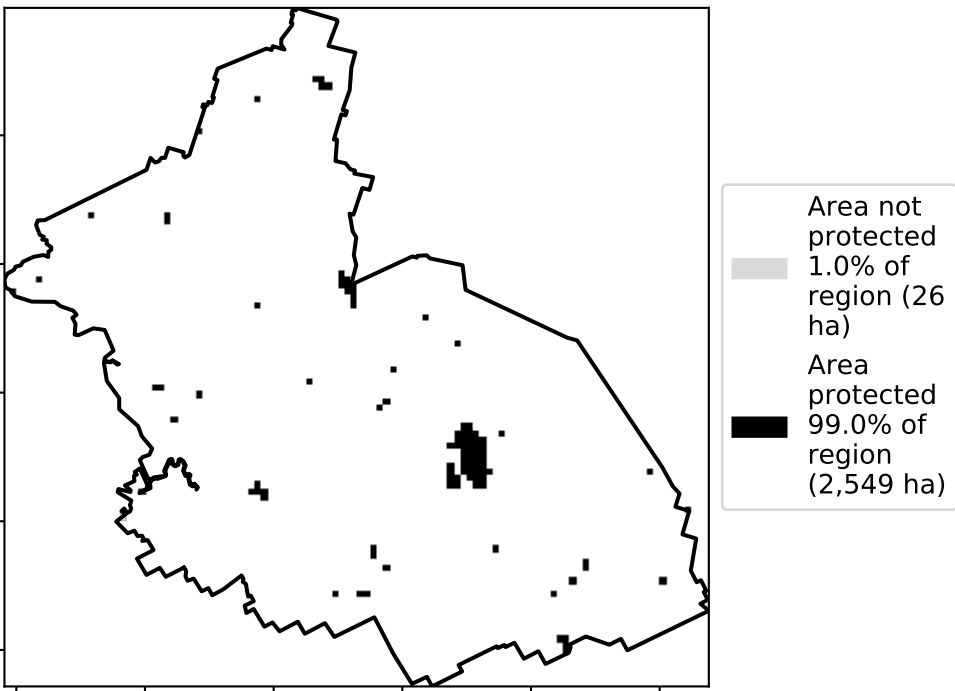 Area not
protected
1.0% of
region (26
ha)
Area
protected
99.0% of
region
(2,549 ha)